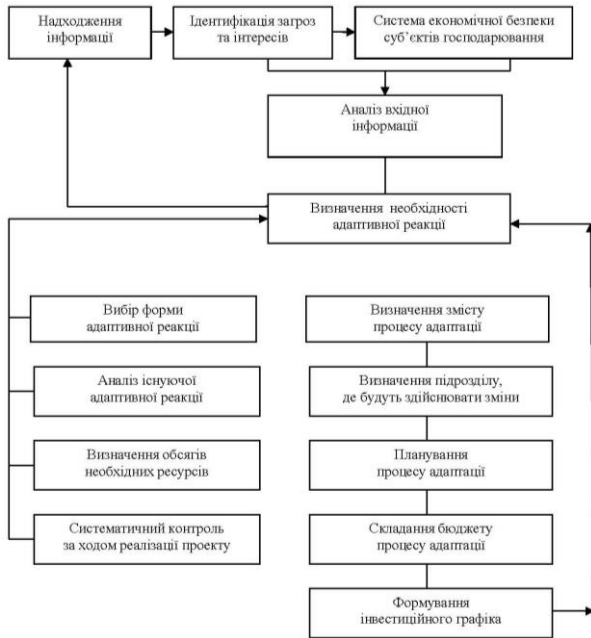 Надходження
інформації
Ідентифікація загроз
та інтересів
Система економічної безпеки
суб’єктів господарювання
Аналіз вхідної
інформації
Визначення необхідності
адаптивної реакції
Вибір форми
адаптивної реакції
Аналіз існуючої
адаптивної реакції
Визначення обсягів
необхідних ресурсів
Систематичний контроль
за ходом реалізації проекту
Визначення змісту
процесу адаптації
Визначення підрозділу,
де будуть здійснювати зміни
Планування
процесу адаптації
Складання бюджету
процесу адаптації
Формування
інвестиційного графіка